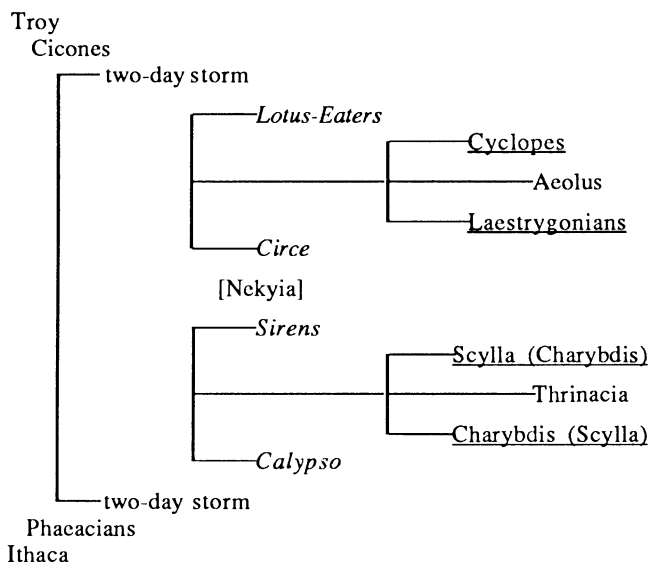 Troy
Cicones
two-day storm
Lotus-Eaters
Cyclopes
Aeolus
Laestrygonians
Circe
[Nekyia]
Sirens
Scylla (Charybdis)
Thrinacia
Charybdis (Scylla)
Calypso
two-day storm
Phaeacians
Ithaca